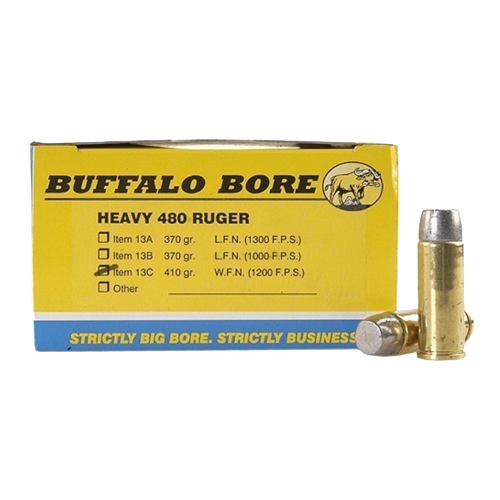 BUFFALO BORE
HEAVY 480 RUGER
Item 13A 370 gr. L.F.N. (1300 F.P.S.)
Item 13B 370 gr. L.F.N. (1000 F.P.S.)
Item 13C 410 gr. W.F.N. (1200 F.P.S.)
Other
STRICTLY BIG BORE. STRICTLY BUSINESS